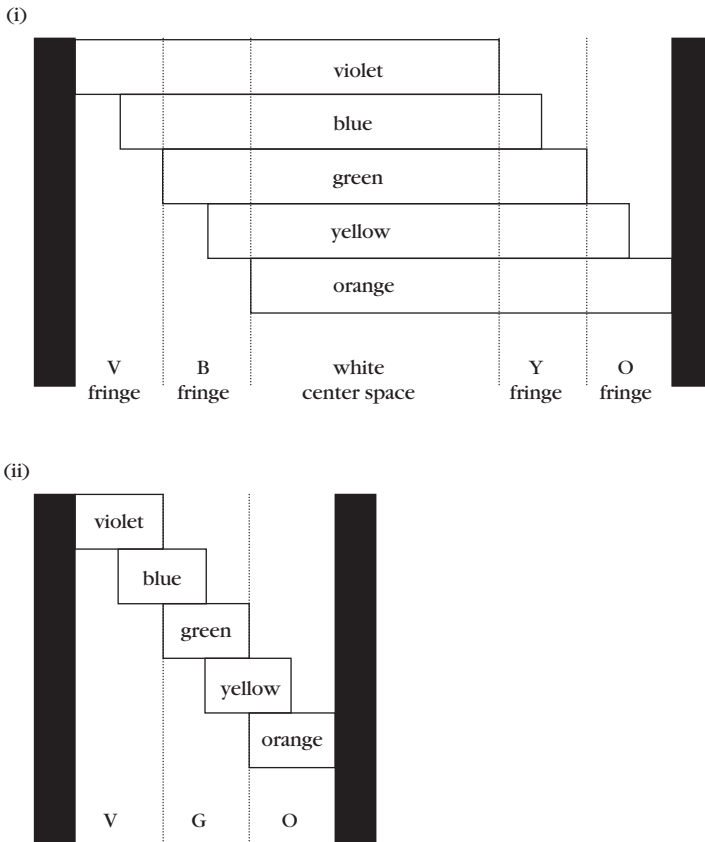 (i)
violet
blue
green
yellow
orange
V fringe
B fringe
white center space
Y fringe
O fringe
(ii)
violet
blue
green
yellow
orange
V G O